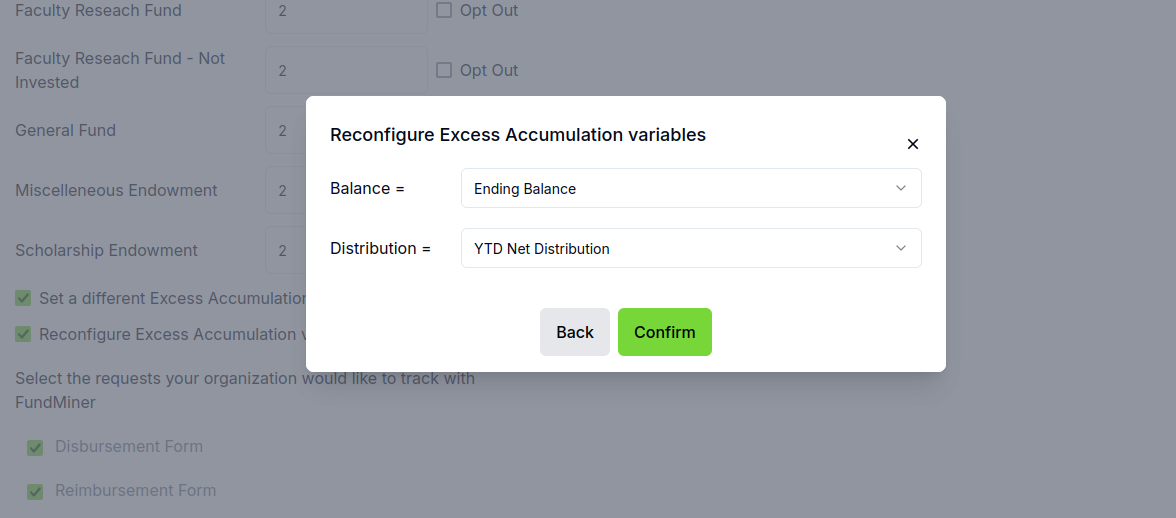 Faculty Reseach Fund 2 Opt Out
Faculty Reseach Fund - Not
Invested 2 Opt Out
General Fund 2
Miscellaneous Endowment 2
Scholarship Endowment 2
Set a different Excess Accumulation
Reconfigure Excess Accumulation v
Select the requests your organization would like to track with
FundMiner
Disbursement Form
Reimbursement Form
Reconfigure Excess Accumulation variables
Balance = Ending Balance
Distribution = YTD Net Distribution
Back Confirm